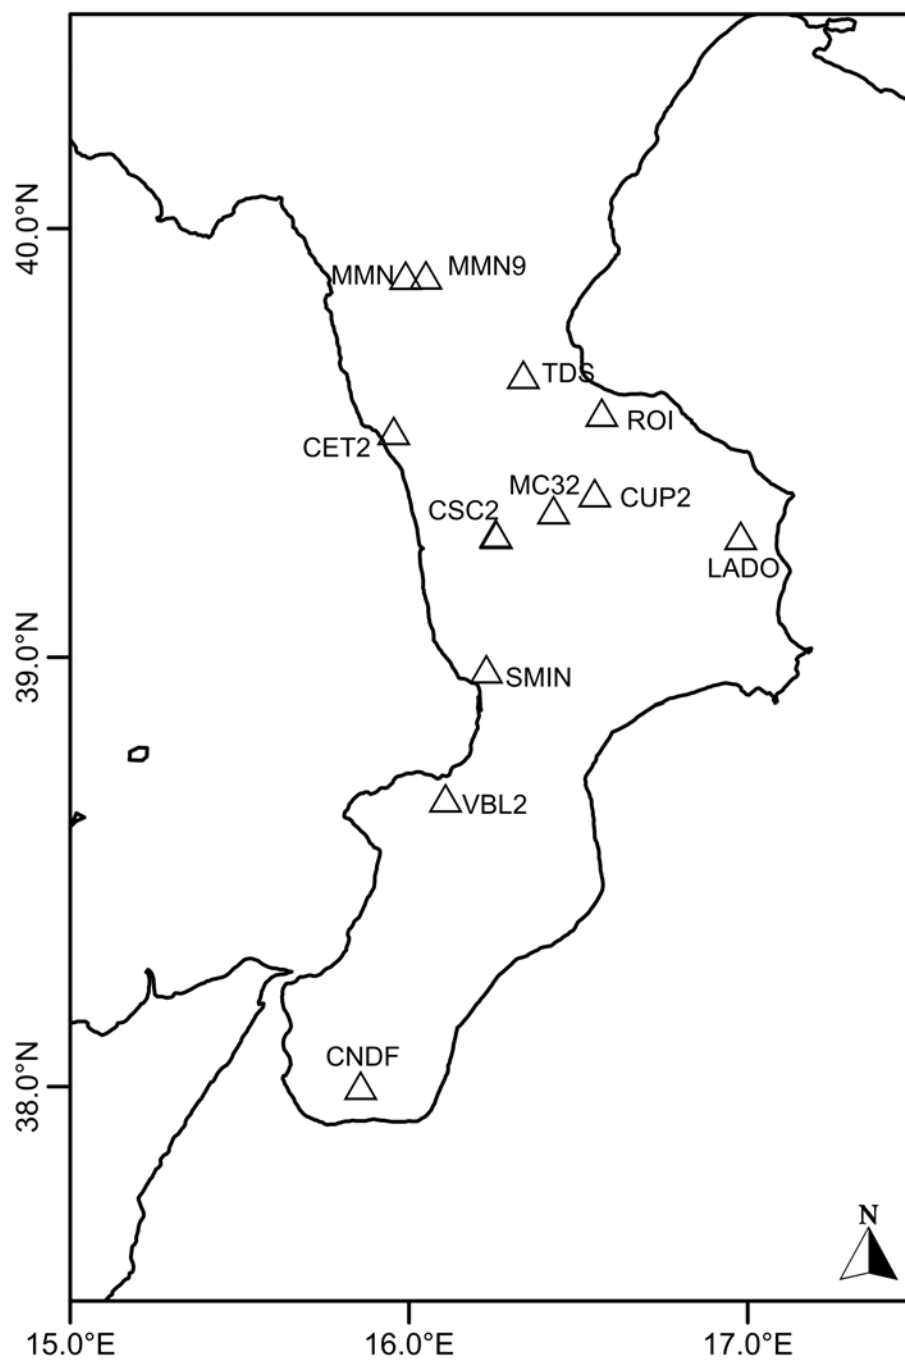 40.0°N
MMN
MMN9
TDS
ROI
CET2
MC32
CUP2
CSC2
LADO
39.0°N
SMIN
VBL2
CNDF
38.0°N
N
15.0°E
16.0°E
17.0°E